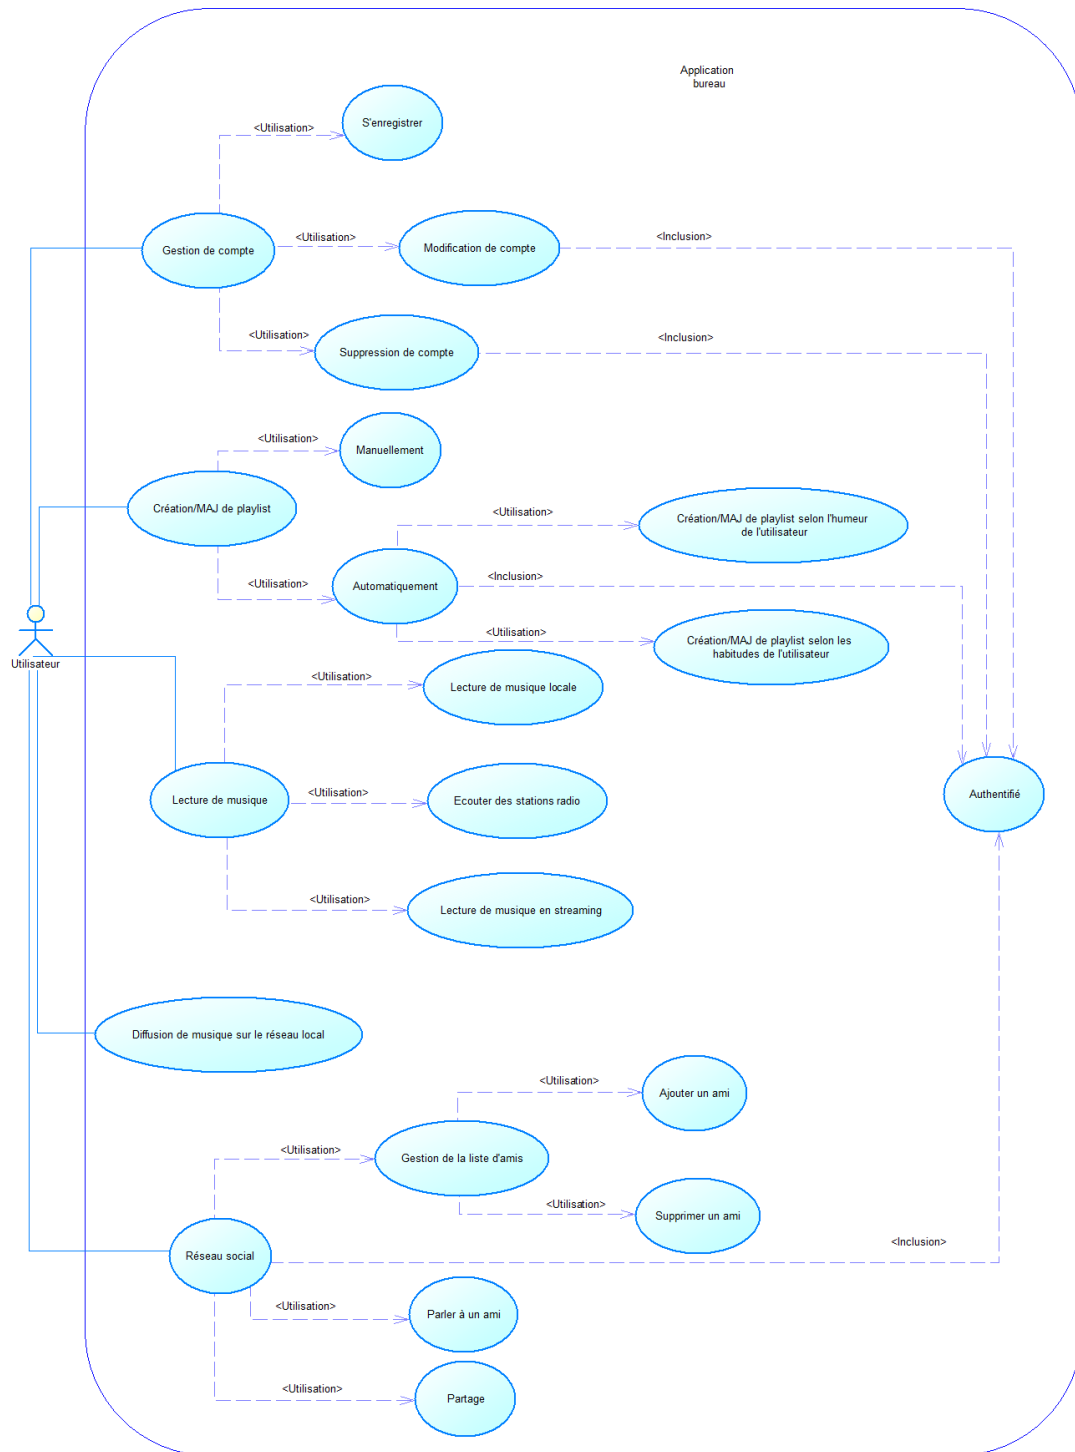 Application
bureau
<Utilisation>
S'enregistrer
Gestion de compte
<Utilisation>
Modification de compte
<Inclusion>
<Utilisation>
Suppression de compte
<Inclusion>
<Utilisation>
Manuellement
Création/MAJ de playlist
<Utilisation>
Création/MAJ de playlist selon l'humeur
de l'utilisateur
<Utilisation>
Automatiquement
<Inclusion>
<Utilisation>
Création/MAJ de playlist selon les
habitudes de l'utilisateur
Utilisateur
<Utilisation>
Lecture de musique locale
Lecture de musique
<Utilisation>
Ecouter des stations radio
Authentifié
<Utilisation>
Lecture de musique en streaming
Diffusion de musique sur le réseau local
<Utilisation>
Ajouter un ami
<Utilisation>
Gestion de la liste d'amis
<Utilisation>
Supprimer un ami
<Inclusion>
Réseau social
<Utilisation>
Parler à un ami
<Utilisation>
Partage